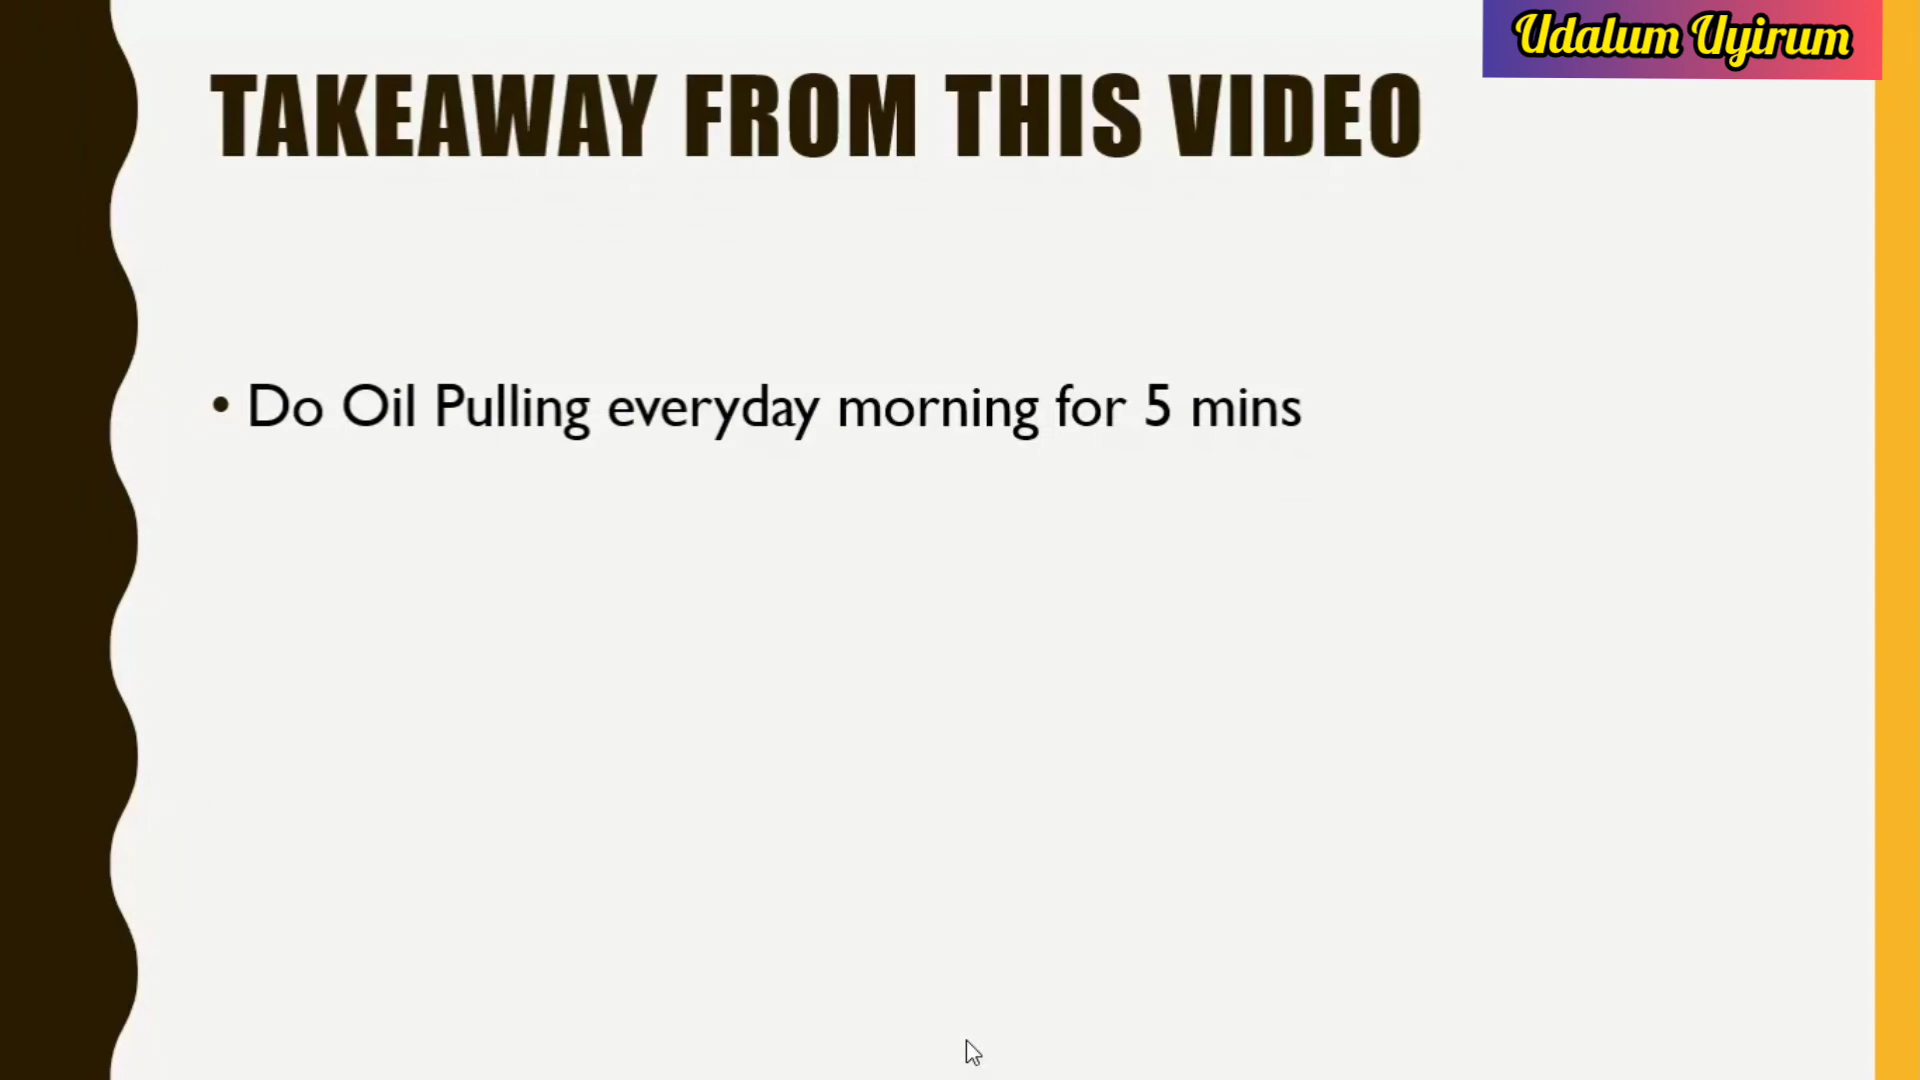 Udalum Uyirum
TAKEAWAY FROM THIS VIDEO
• Do Oil Pulling everyday morning for 5 mins